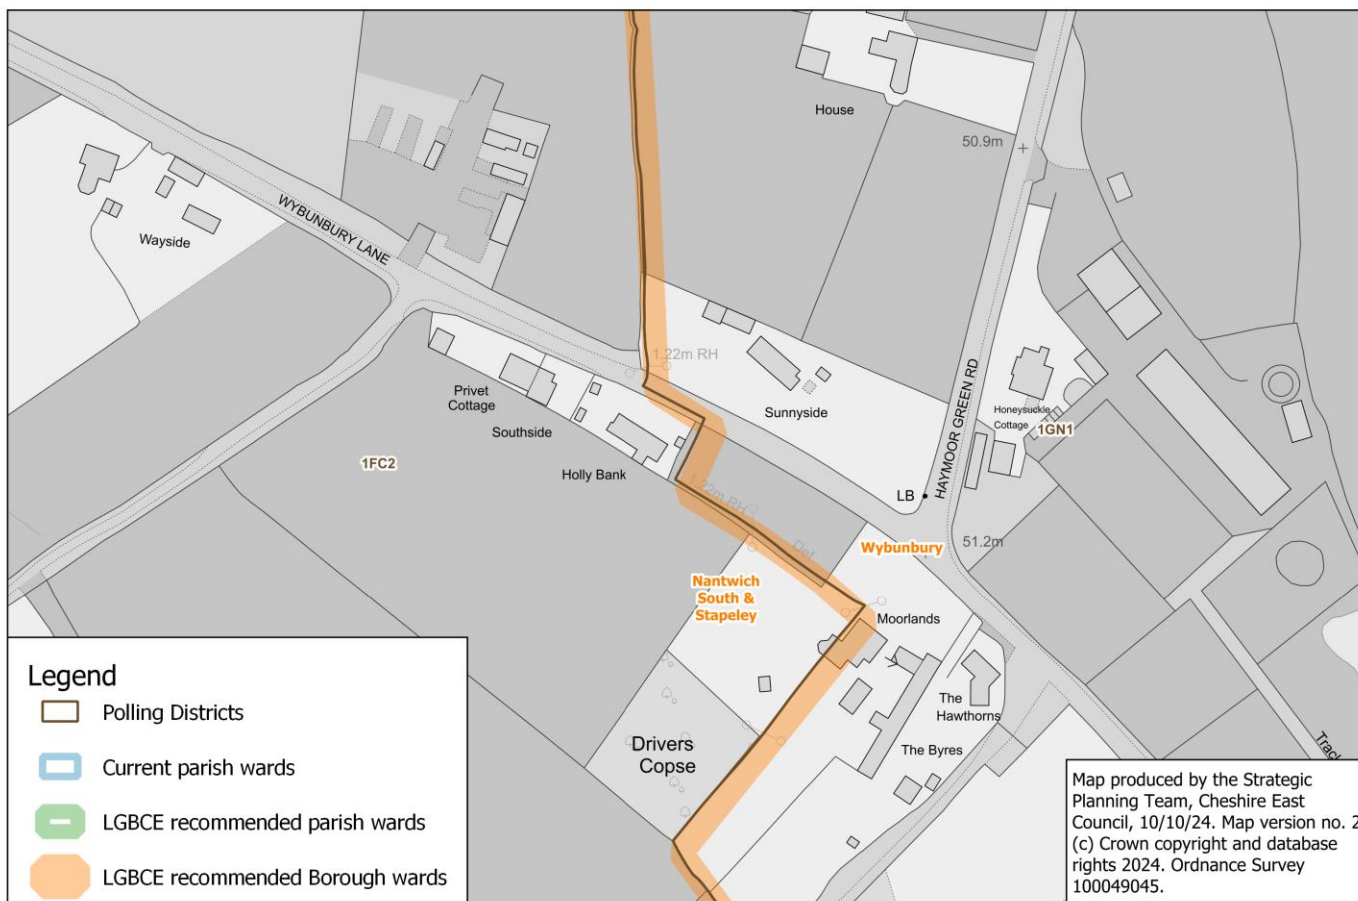 House
50.9m
WYBUNBURY LANE
Wayside
1.22m RH
Privet
Cottage
Southside
Sunnyside
HAYMOOR GREEN RD
Honeysuckle
Cottage
1GN1
1FC2
Holly Bank
1.22m RH
LB
Def
Wybunbury
51.2m
Nantwich
South &
Stapeley
Moorlands
The
Hawthorns
The Byres
Drivers
Copse
Legend
Polling Districts
Current parish wards
LGBCE recommended parish wards
LGBCE recommended Borough wards
Map produced by the Strategic
Planning Team, Cheshire East
Council, 10/10/24. Map version no. 2
(c) Crown copyright and database
rights 2024. Ordnance Survey
100049045.